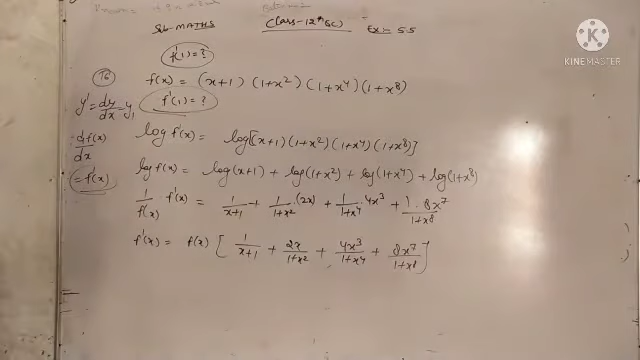 Sub MATHS Class-12th GC Ex - 5.5
KINEMASTER
f'(1) = ?
16 f(x) = (x+1) (1+x²) (1+x⁴) (1+x⁸)
y' = dy/dx = y₁ f'(1) = ?
log f'(x) = log[(x+1) (1+x²) (1+x⁴) (1+x⁸)]
df(x)/dx = f'(x)
log f(x) = log(x+1) + log(1+x²) + log(1+x⁴) + log(1+x⁸)
1/f(x) f'(x) = 1/(x+1) + 1/(1+x²) · (2x) + 1/(1+x⁴) · 4x³ + 1 · 8x⁷/(1+x⁸)
f'(x) = f(x) [ 1/(x+1) + 2x/(1+x²) + 4x³/(1+x⁴) + 8x⁷/(1+x⁸) ]